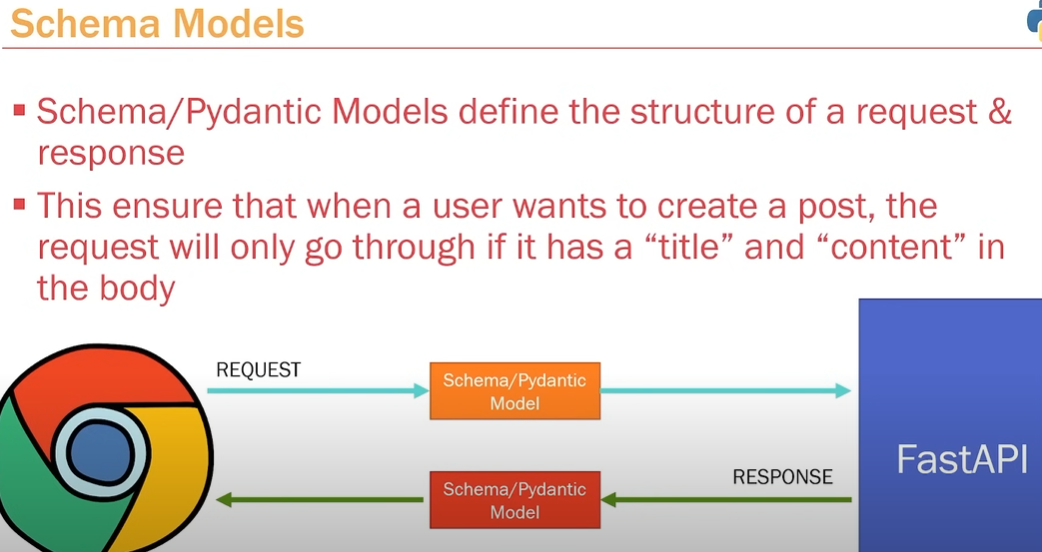 Schema Models
Schema/Pydantic Models define the structure of a request &
response
This ensure that when a user wants to create a post, the
request will only go through if it has a “title” and “content” in
the body
REQUEST
Schema/Pydantic
Model
FastAPI
RESPONSE
Schema/Pydantic
Model